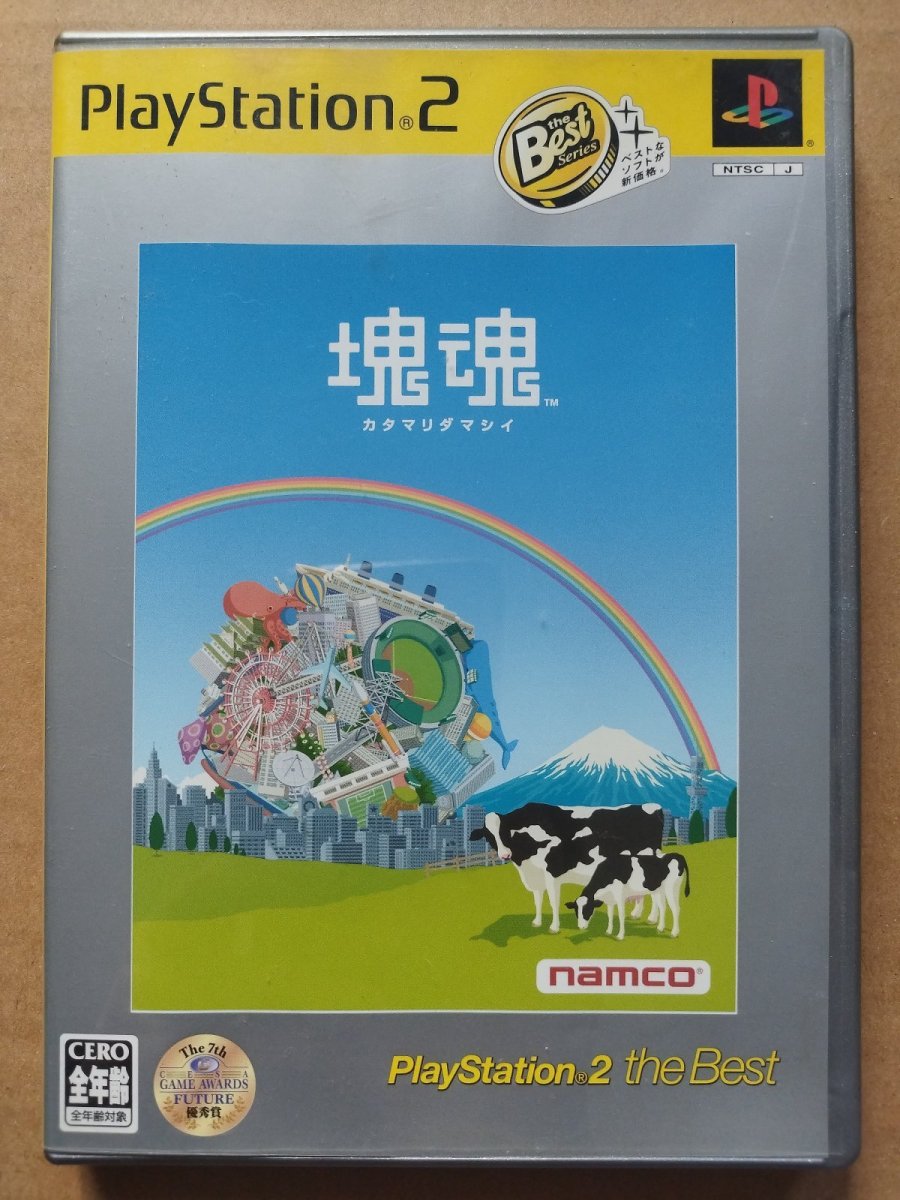 PlayStation®2
the
Best
Series
ベストな
ソフトが
新価格。
®
NTSC J
塊魂™
カタマリダマシイ
namco®
CERO
全年齢
全年齢対象
The 7th
CESA
GAME AWARDS
FUTURE
優秀賞
PlayStation®2 the Best